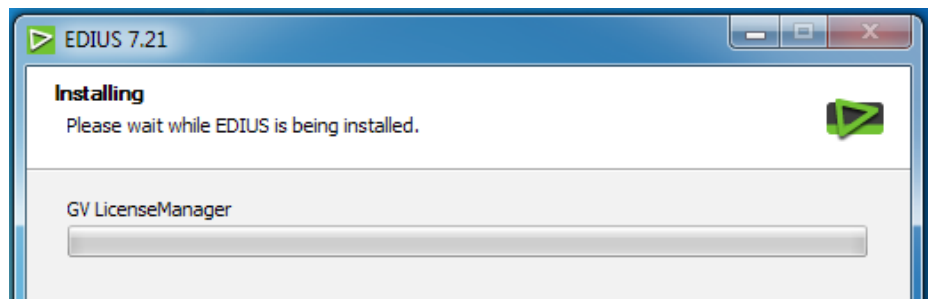 EDIUS 7.21
Installing
Please wait while EDIUS is being installed.
GV LicenseManager